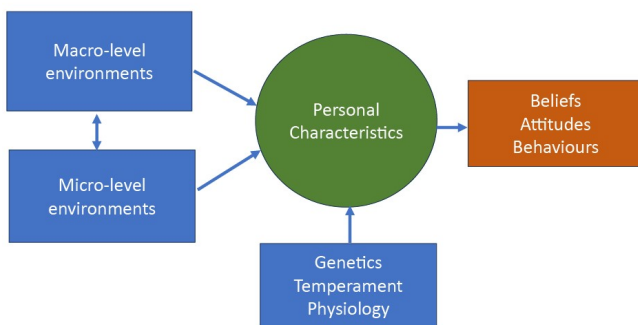 Macro-level
environments
Micro-level
environments
Personal
Characteristics
Genetics
Temperament
Physiology
Beliefs
Attitudes
Behaviours